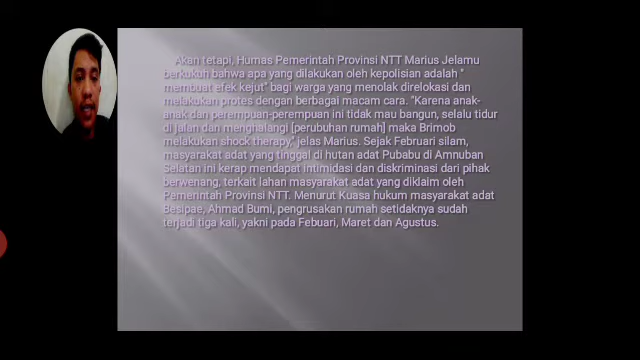 Akan tetapi, Humas Pemerintah Provinsi NTT Marius Jelamu
berkukuh bahwa apa yang dilakukan oleh kepolisian adalah "
membuat efek kejut" bagi warga yang menolak direlokasi dan
melakukan protes dengan berbagai macam cara. "Karena anak-
anak dan perempuan-perempuan ini tidak mau bangun, selalu tidur
di jalan dan menghalangi [perubuhan rumah] maka Brimob
melakukan shock therapy," jelas Marius. Sejak Februari silam,
masyarakat adat yang tinggal di hutan adat Pubabu di Amnuban
Selatan ini kerap mendapat intimidasi dan diskriminasi dari pihak
berwenang, terkait lahan masyarakat adat yang diklaim oleh
Pemerintah Provinsi NTT. Menurut Kuasa hukum masyarakat adat
Besipae, Ahmad Bumi, pengrusakan rumah setidaknya sudah
terjadi tiga kali, yakni pada Febuari, Maret dan Agustus.